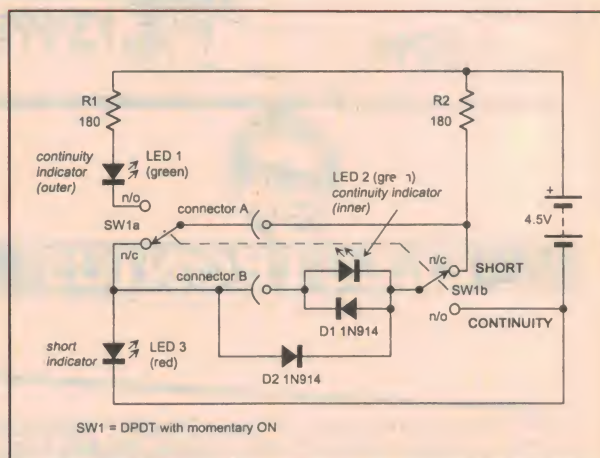 R1
180
R2
180
continuity
indicator
(outer)
LED 1
(green)
LED 2 (green)
continuity indicator
(inner)
+
4.5V
n/o
SW1a
connector A
n/c
n/c
SHORT
SW1b
connector B
n/o
CONTINUITY
D1 1N914
short
indicator
LED 3
(red)
D2 1N914
SW1 = DPDT with momentary ON